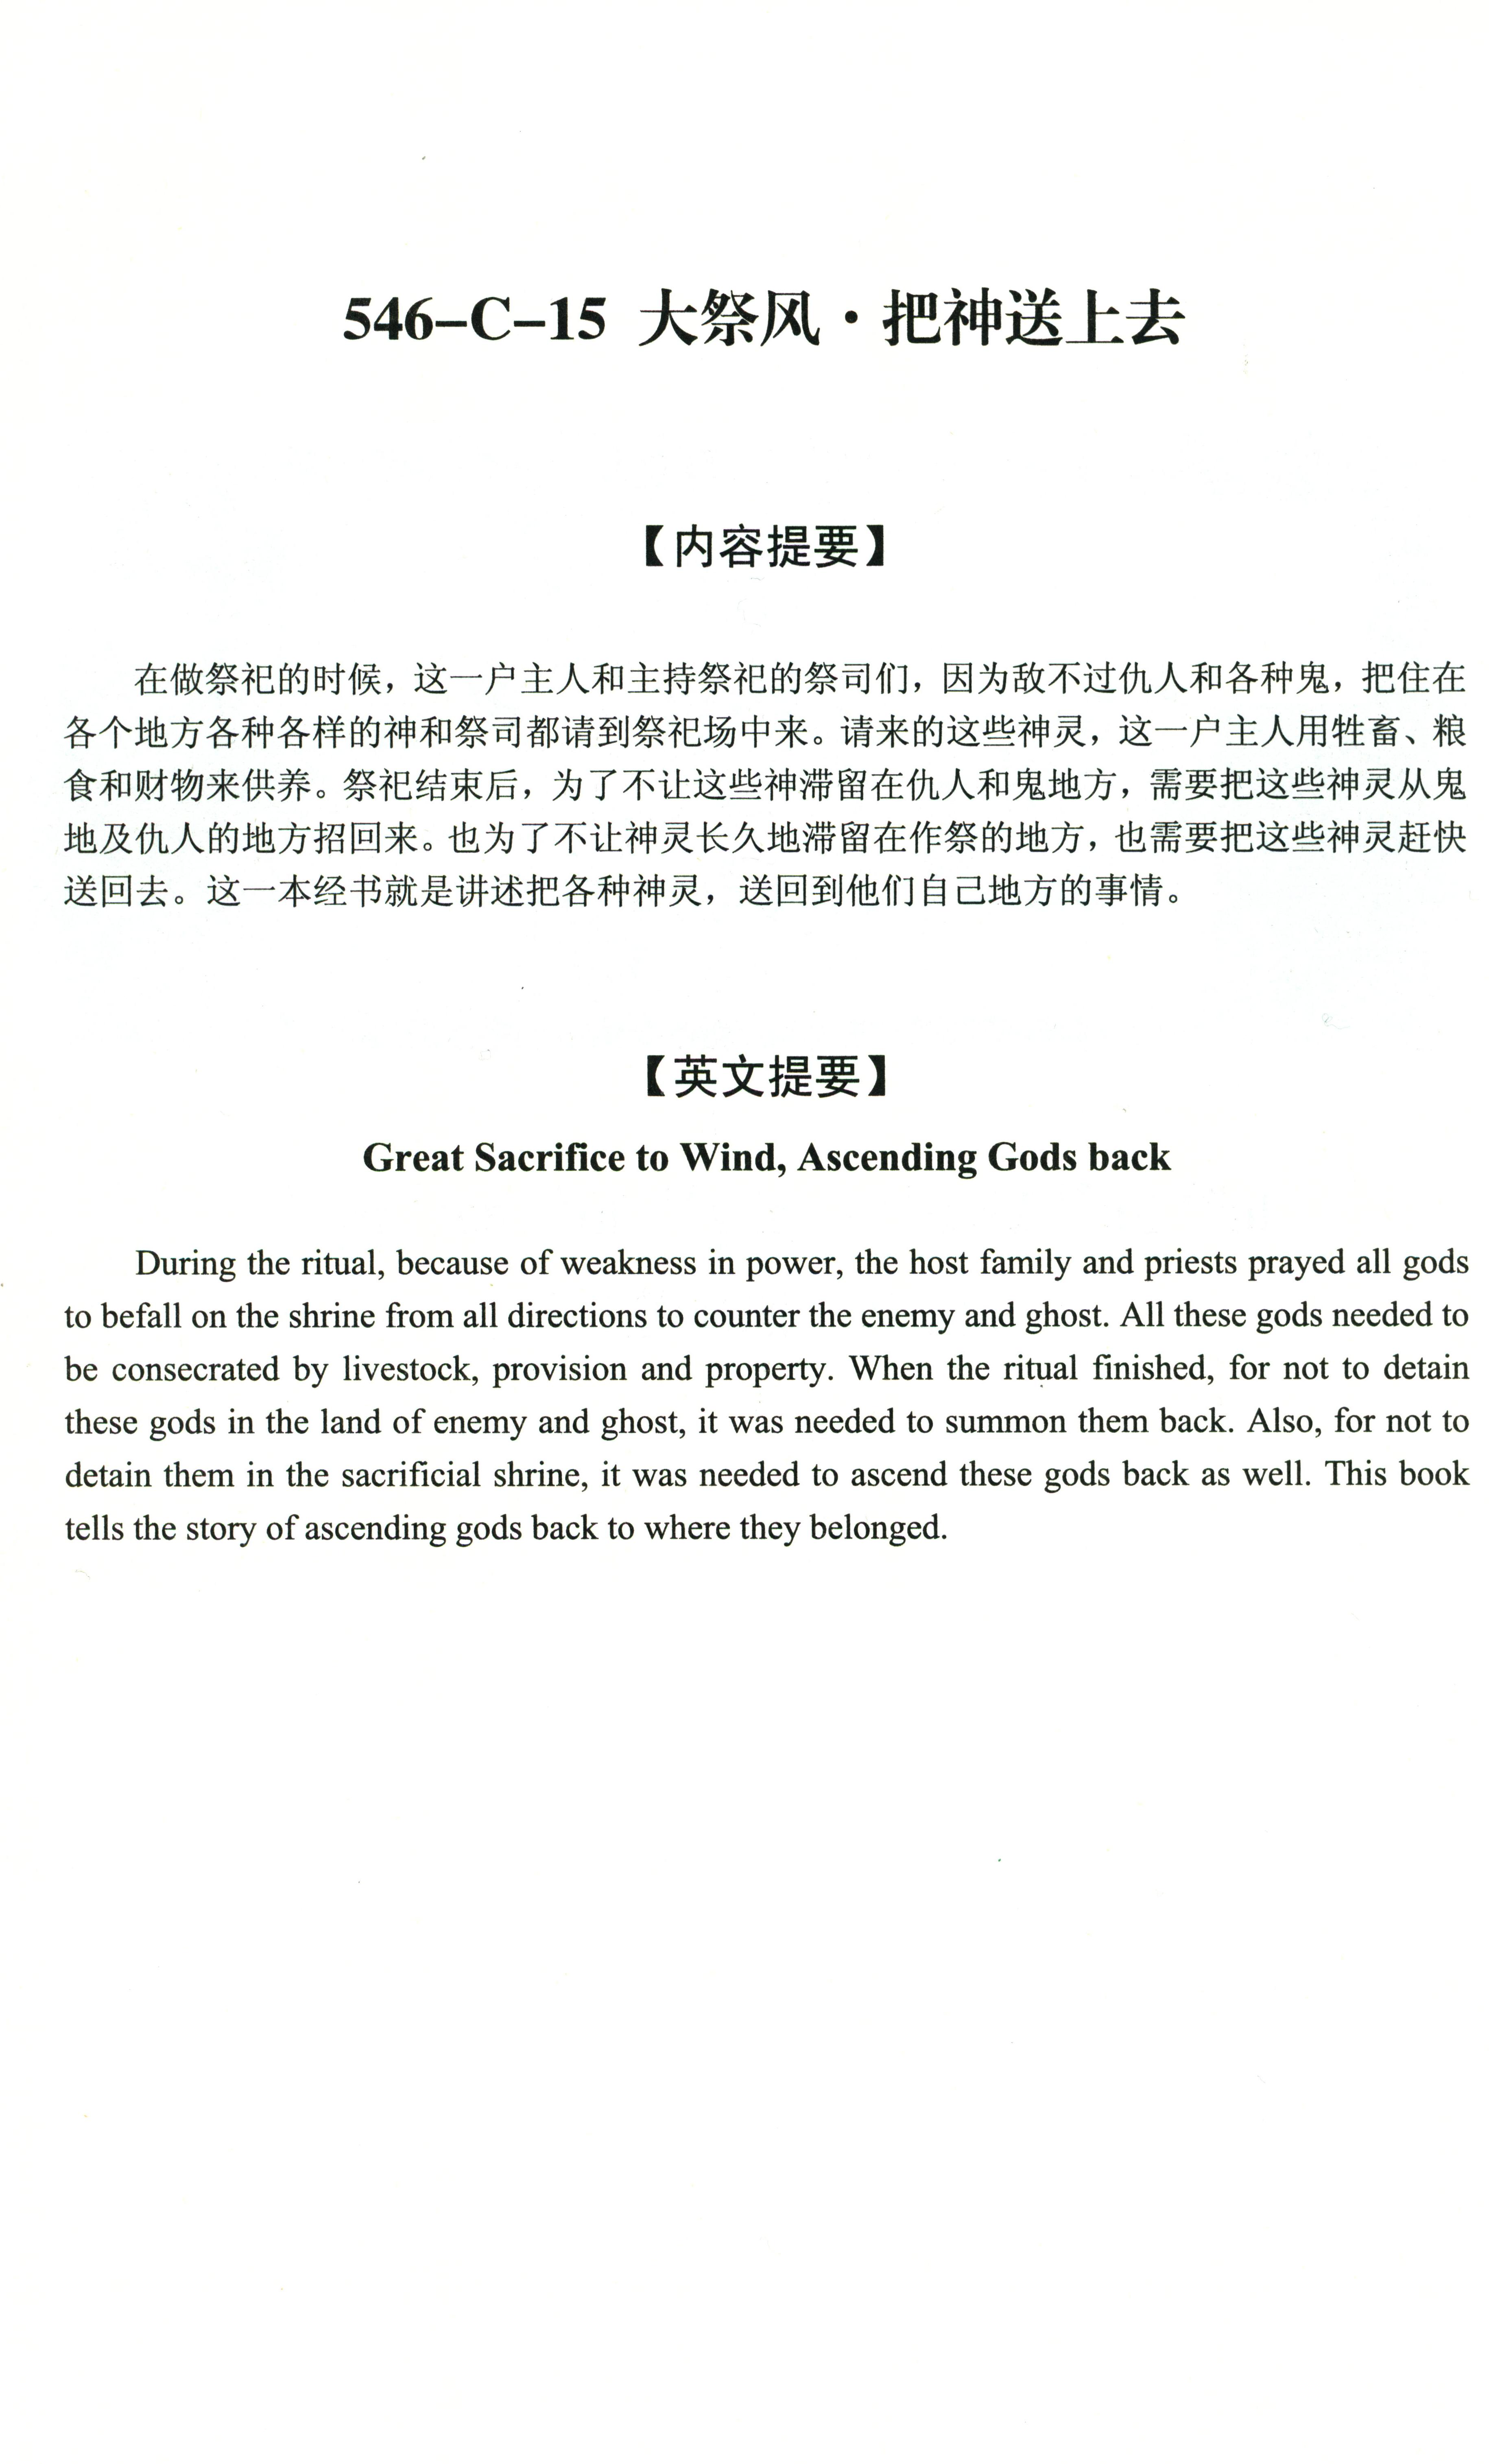 546-C-15 大祭风·把神送上去
【内容提要】
在做祭祀的时候，这一户主人和主持祭祀的祭司们，因为敌不过仇人和各种鬼，把住在
各个地方各种各样的神和祭司都请到祭祀场中来。请来的这些神灵，这一户主人用牲畜、粮
食和财物来供养。祭祀结束后，为了不让这些神滞留在仇人和鬼地方，需要把这些神灵从鬼
地及仇人的地方招回来。也为了不让神灵长久地滞留在作祭的地方，也需要把这些神灵赶快
送回去。这一本经书就是讲述把各种神灵，送回到他们自己地方的事情。
【英文提要】
Great Sacrifice to Wind, Ascending Gods back
During the ritual, because of weakness in power, the host family and priests prayed all gods
to befall on the shrine from all directions to counter the enemy and ghost. All these gods needed to
be consecrated by livestock, provision and property. When the ritual finished, for not to detain
these gods in the land of enemy and ghost, it was needed to summon them back. Also, for not to
detain them in the sacrificial shrine, it was needed to ascend these gods back as well. This book
tells the story of ascending gods back to where they belonged.